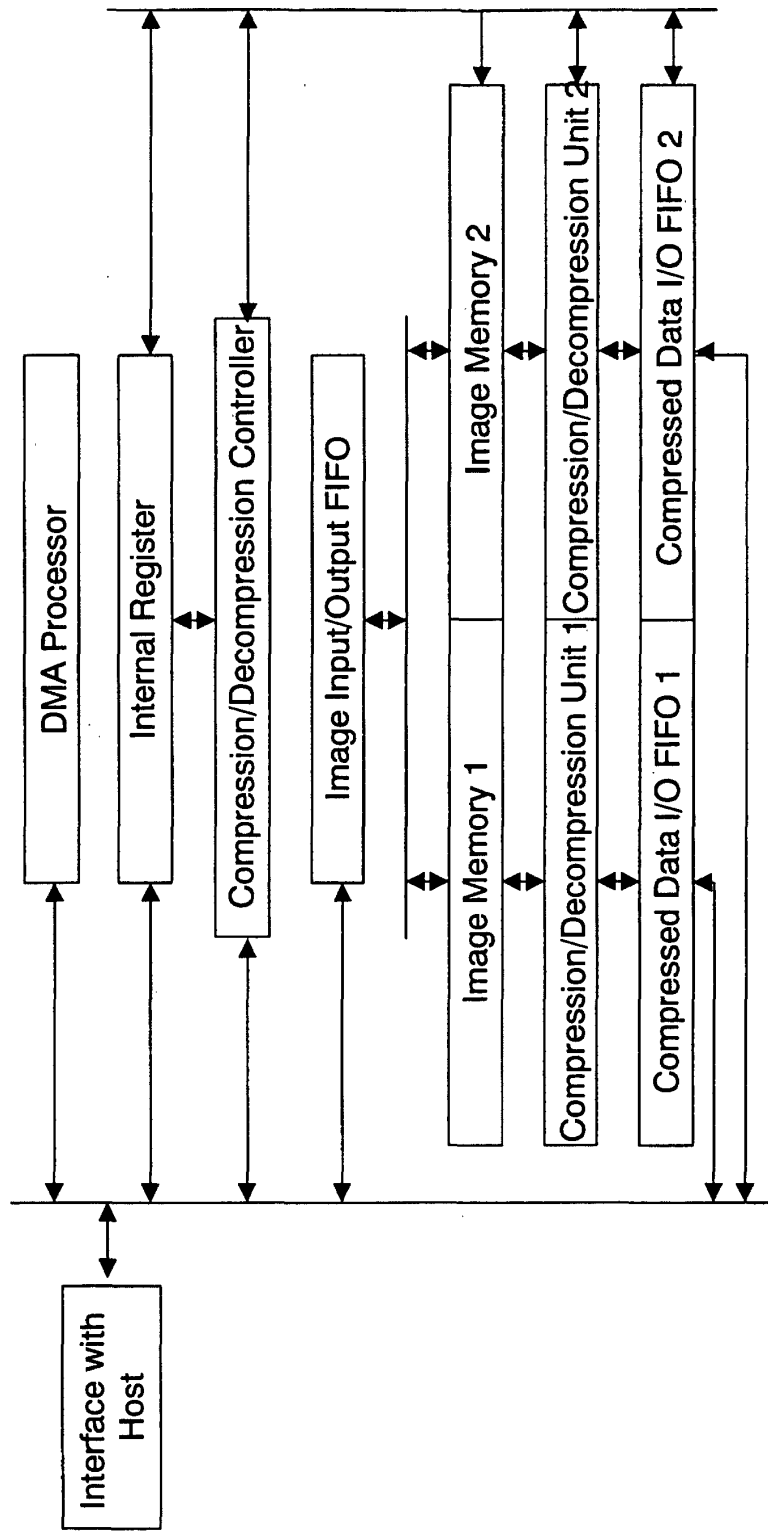 Interface with
Host
DMA Processor
Internal Register
Compression/Decompression Controller
Image Input/Output FIFO
Image Memory 1
Image Memory 2
Compression/Decompression Unit 1
Compression/Decompression Unit 2
Compressed Data I/O FIFO 1
Compressed Data I/O FIFO 2